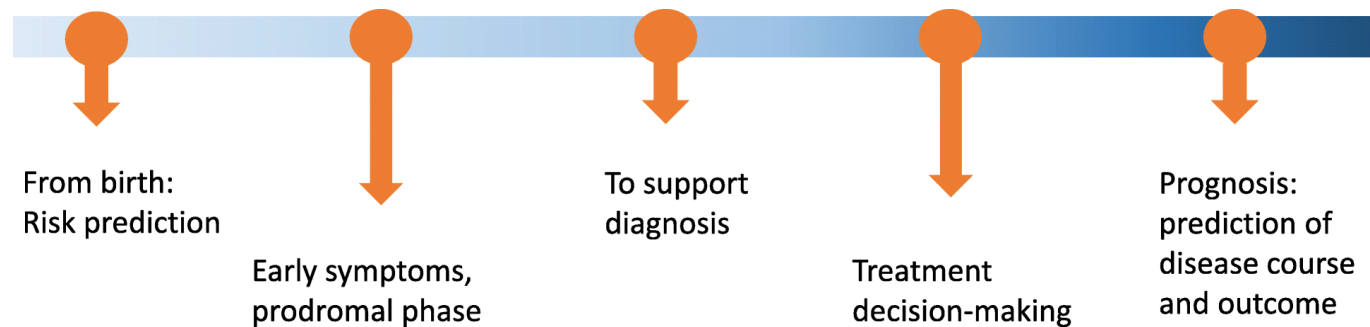 From birth:
Risk prediction
Early symptoms,
prodromal phase
To support
diagnosis
Treatment
decision-making
Prognosis:
prediction of
disease course
and outcome